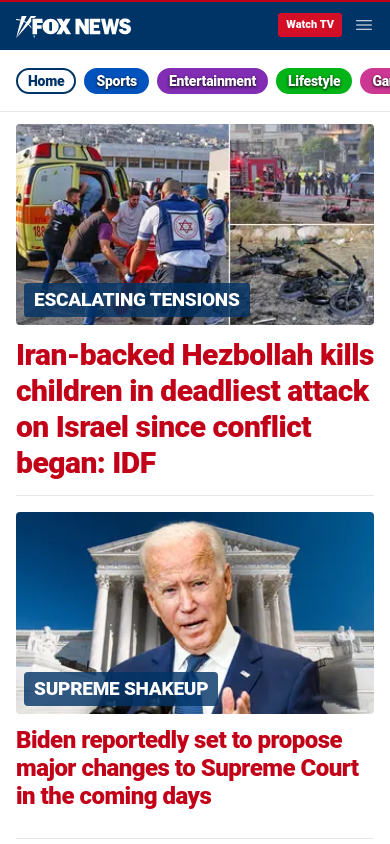 FOX NEWS
Watch TV
Home
Sports
Entertainment
Lifestyle
Ga
ESCALATING TENSIONS
Iran-backed Hezbollah kills
children in deadliest attack
on Israel since conflict
began: IDF
SUPREME SHAKEUP
Biden reportedly set to propose
major changes to Supreme Court
in the coming days